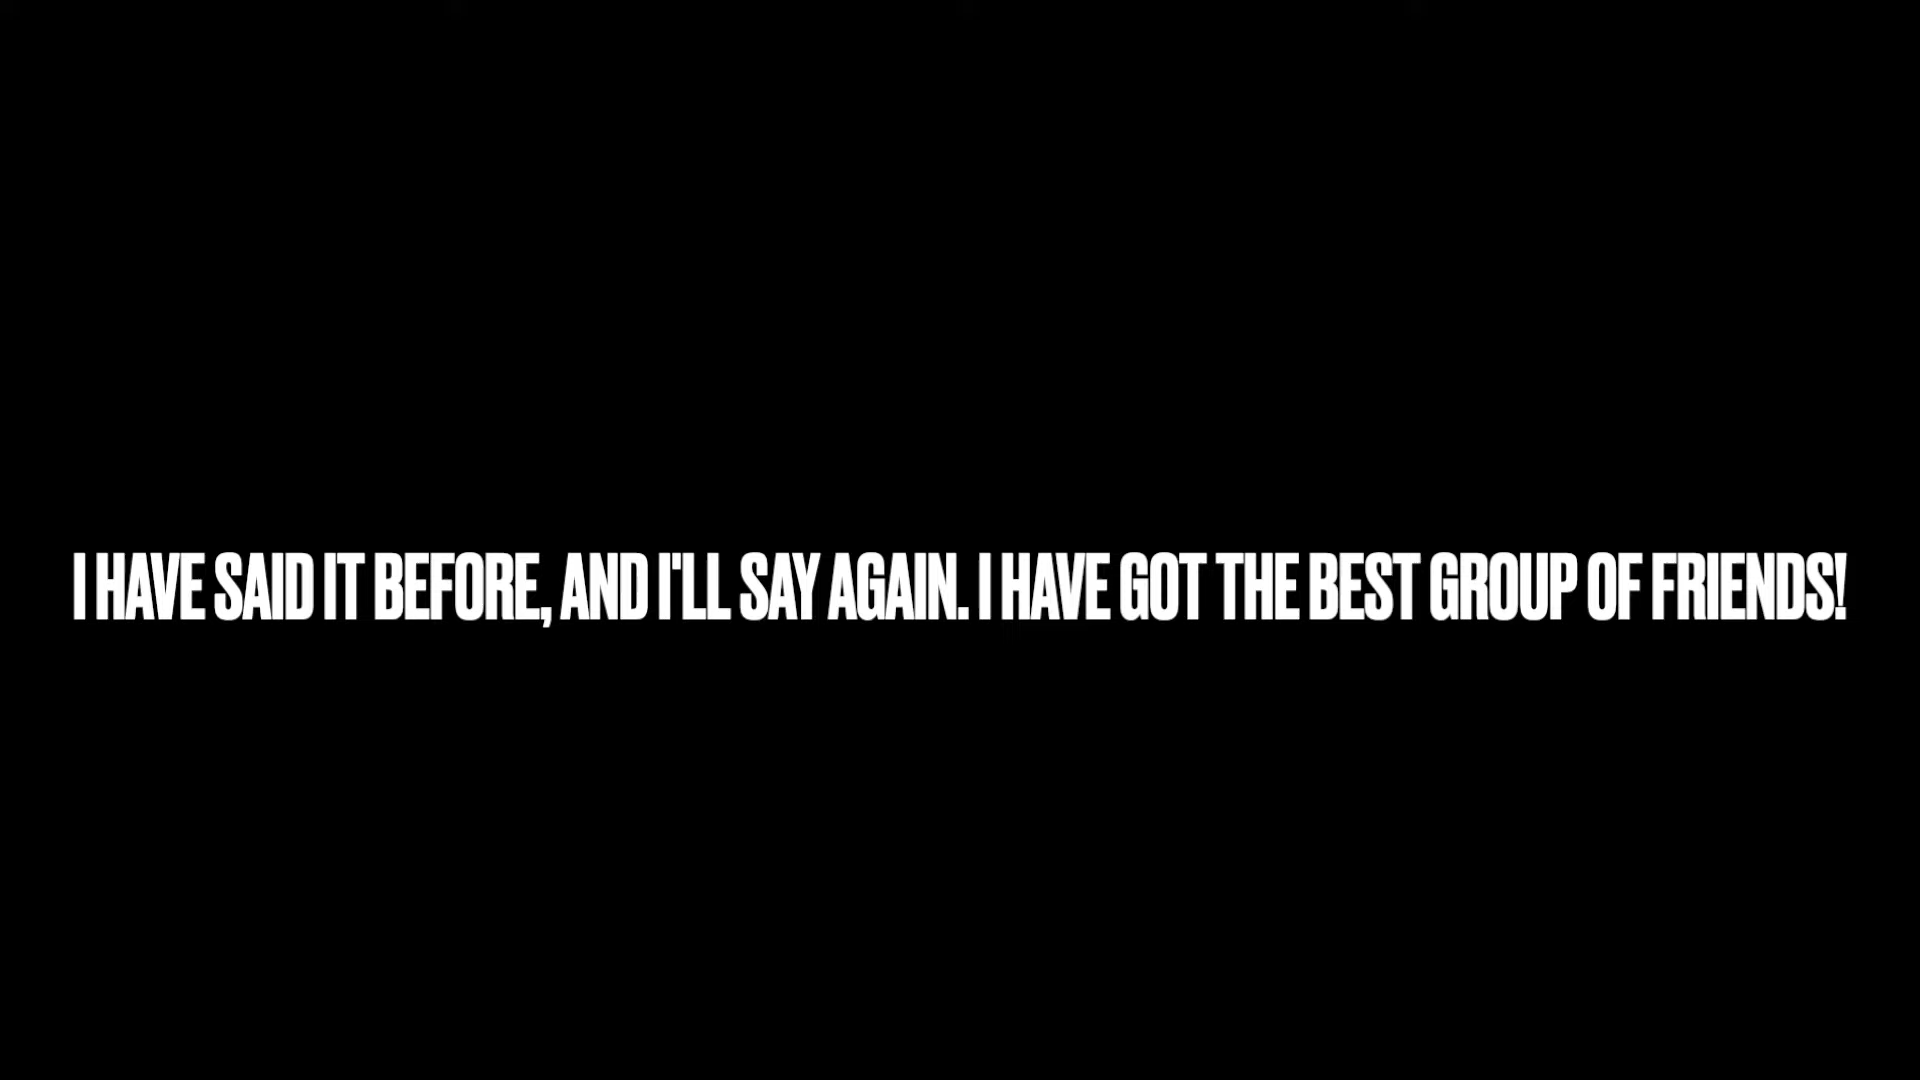 I HAVE SAID IT BEFORE, AND I'LL SAY AGAIN. I HAVE GOT THE BEST GROUP OF FRIENDS!